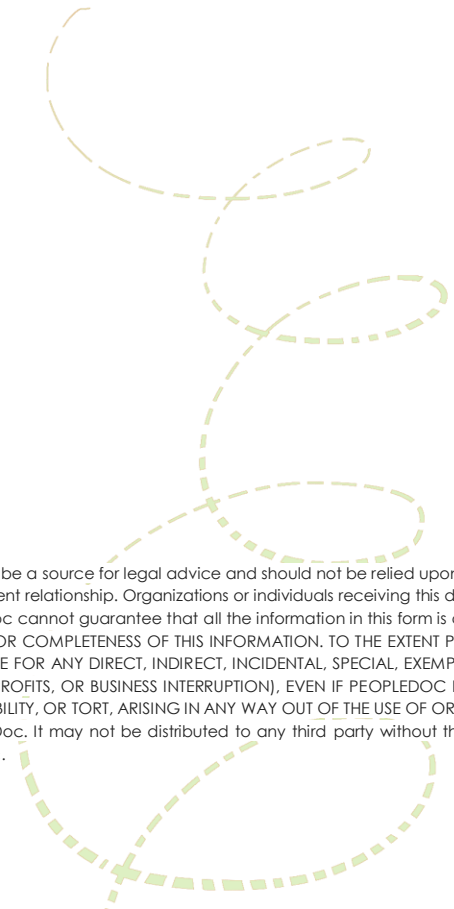 be a source for legal advice and should not be relied upon
ent relationship. Organizations or individuals receiving this d
oc cannot guarantee that all the information in this form is
OR COMPLETENESS OF THIS INFORMATION. TO THE EXTENT P
E FOR ANY DIRECT, INDIRECT, INCIDENTAL, SPECIAL, EXEMP
ROFITS, OR BUSINESS INTERRUPTION), EVEN IF PEOPLEDOC
BILITY, OR TORT, ARISING IN ANY WAY OUT OF THE USE OF OR
Doc. It may not be distributed to any third party without th
.